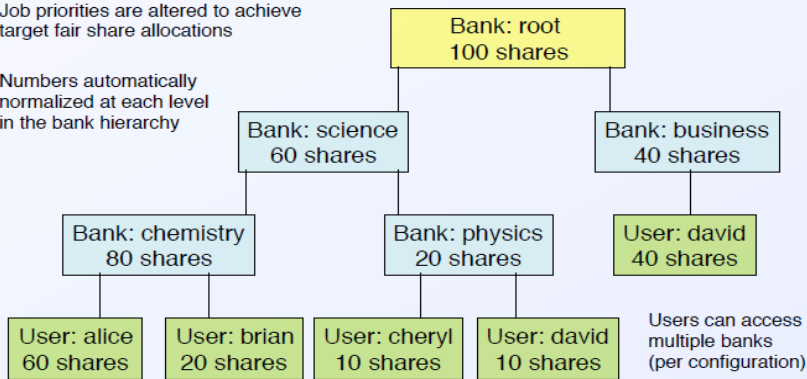 Job priorities are altered to achieve
target fair share allocations
Bank: root
100 shares
Numbers automatically
normalized at each level
in the bank hierarchy
Bank: science
60 shares
Bank: business
40 shares
Bank: chemistry
80 shares
Bank: physics
20 shares
User: david
40 shares
User: alice
60 shares
User: brian
20 shares
User: cheryl
10 shares
User: david
10 shares
Users can access
multiple banks
(per configuration)